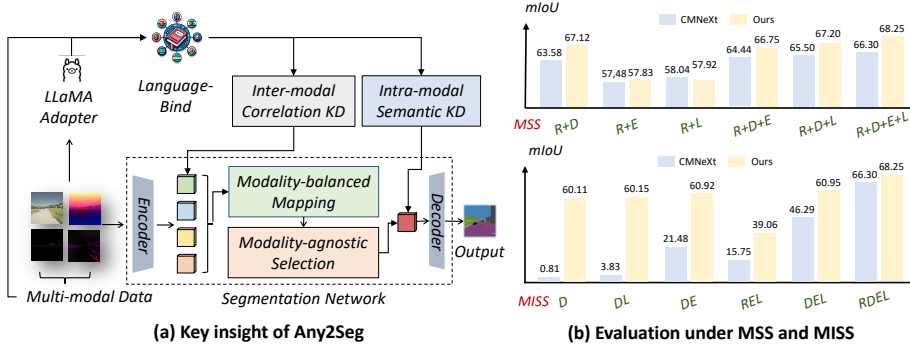 LLaMA
Adapter
Language-
Bind
Inter-modal
Correlation KD
Intra-modal
Semantic KD
Encoder
Modality-balanced
Mapping
Modality-agnostic
Selection
Decoder
Output
Multi-modal Data
Segmentation Network
(a) Key insight of Any2Seg
mIoU
CMNeXt
Ours
63.58
67.12
57,48
57.83
58.04
57.92
64.44
66.75
65.50
67.20
66.30
68.25
MSS
R+D
R+E
R+L
R+D+E
R+D+L
R+D+E+L
mIoU
CMNeXt
Ours
0.81
60.11
3.83
60.15
21.48
60.92
15.75
39.06
46.29
60.95
66.30
68.25
MISS
D
DL
DE
REL
DEL
RDEL
(b) Evaluation under MSS and MISS